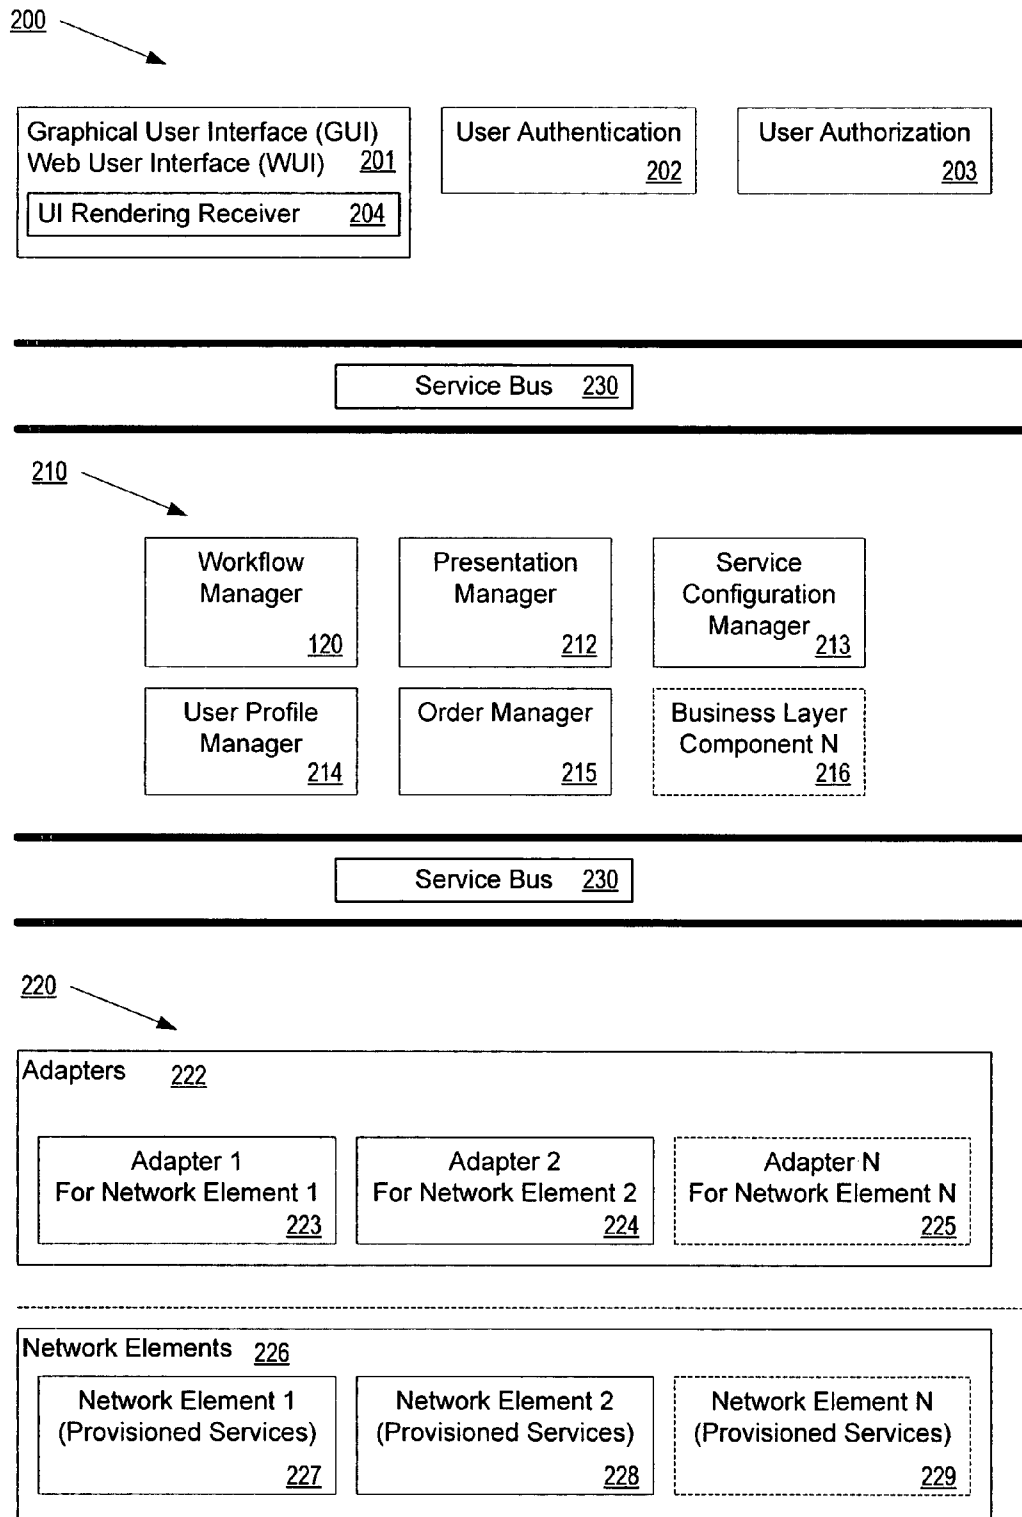 200
Graphical User Interface (GUI)
Web User Interface (WUI) 201
UI Rendering Receiver 204
User Authentication
202
User Authorization
203
Service Bus 230
210
Workflow
Manager
120
Presentation
Manager
212
Service
Configuration
Manager
213
User Profile
Manager
214
Order Manager
215
Business Layer
Component N
216
Service Bus 230
220
Adapters 222
Adapter 1
For Network Element 1
223
Adapter 2
For Network Element 2
224
Adapter N
For Network Element N
225
Network Elements 226
Network Element 1
(Provisioned Services)
227
Network Element 2
(Provisioned Services)
228
Network Element N
(Provisioned Services)
229